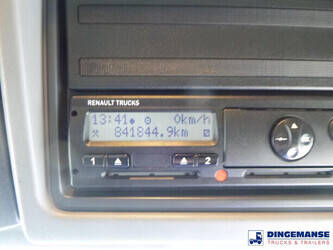 RENAULT TRUCKS
13:41 0km/h
841844.9km
1 2
DINGEMANSE
TRUCKS & TRAILERS